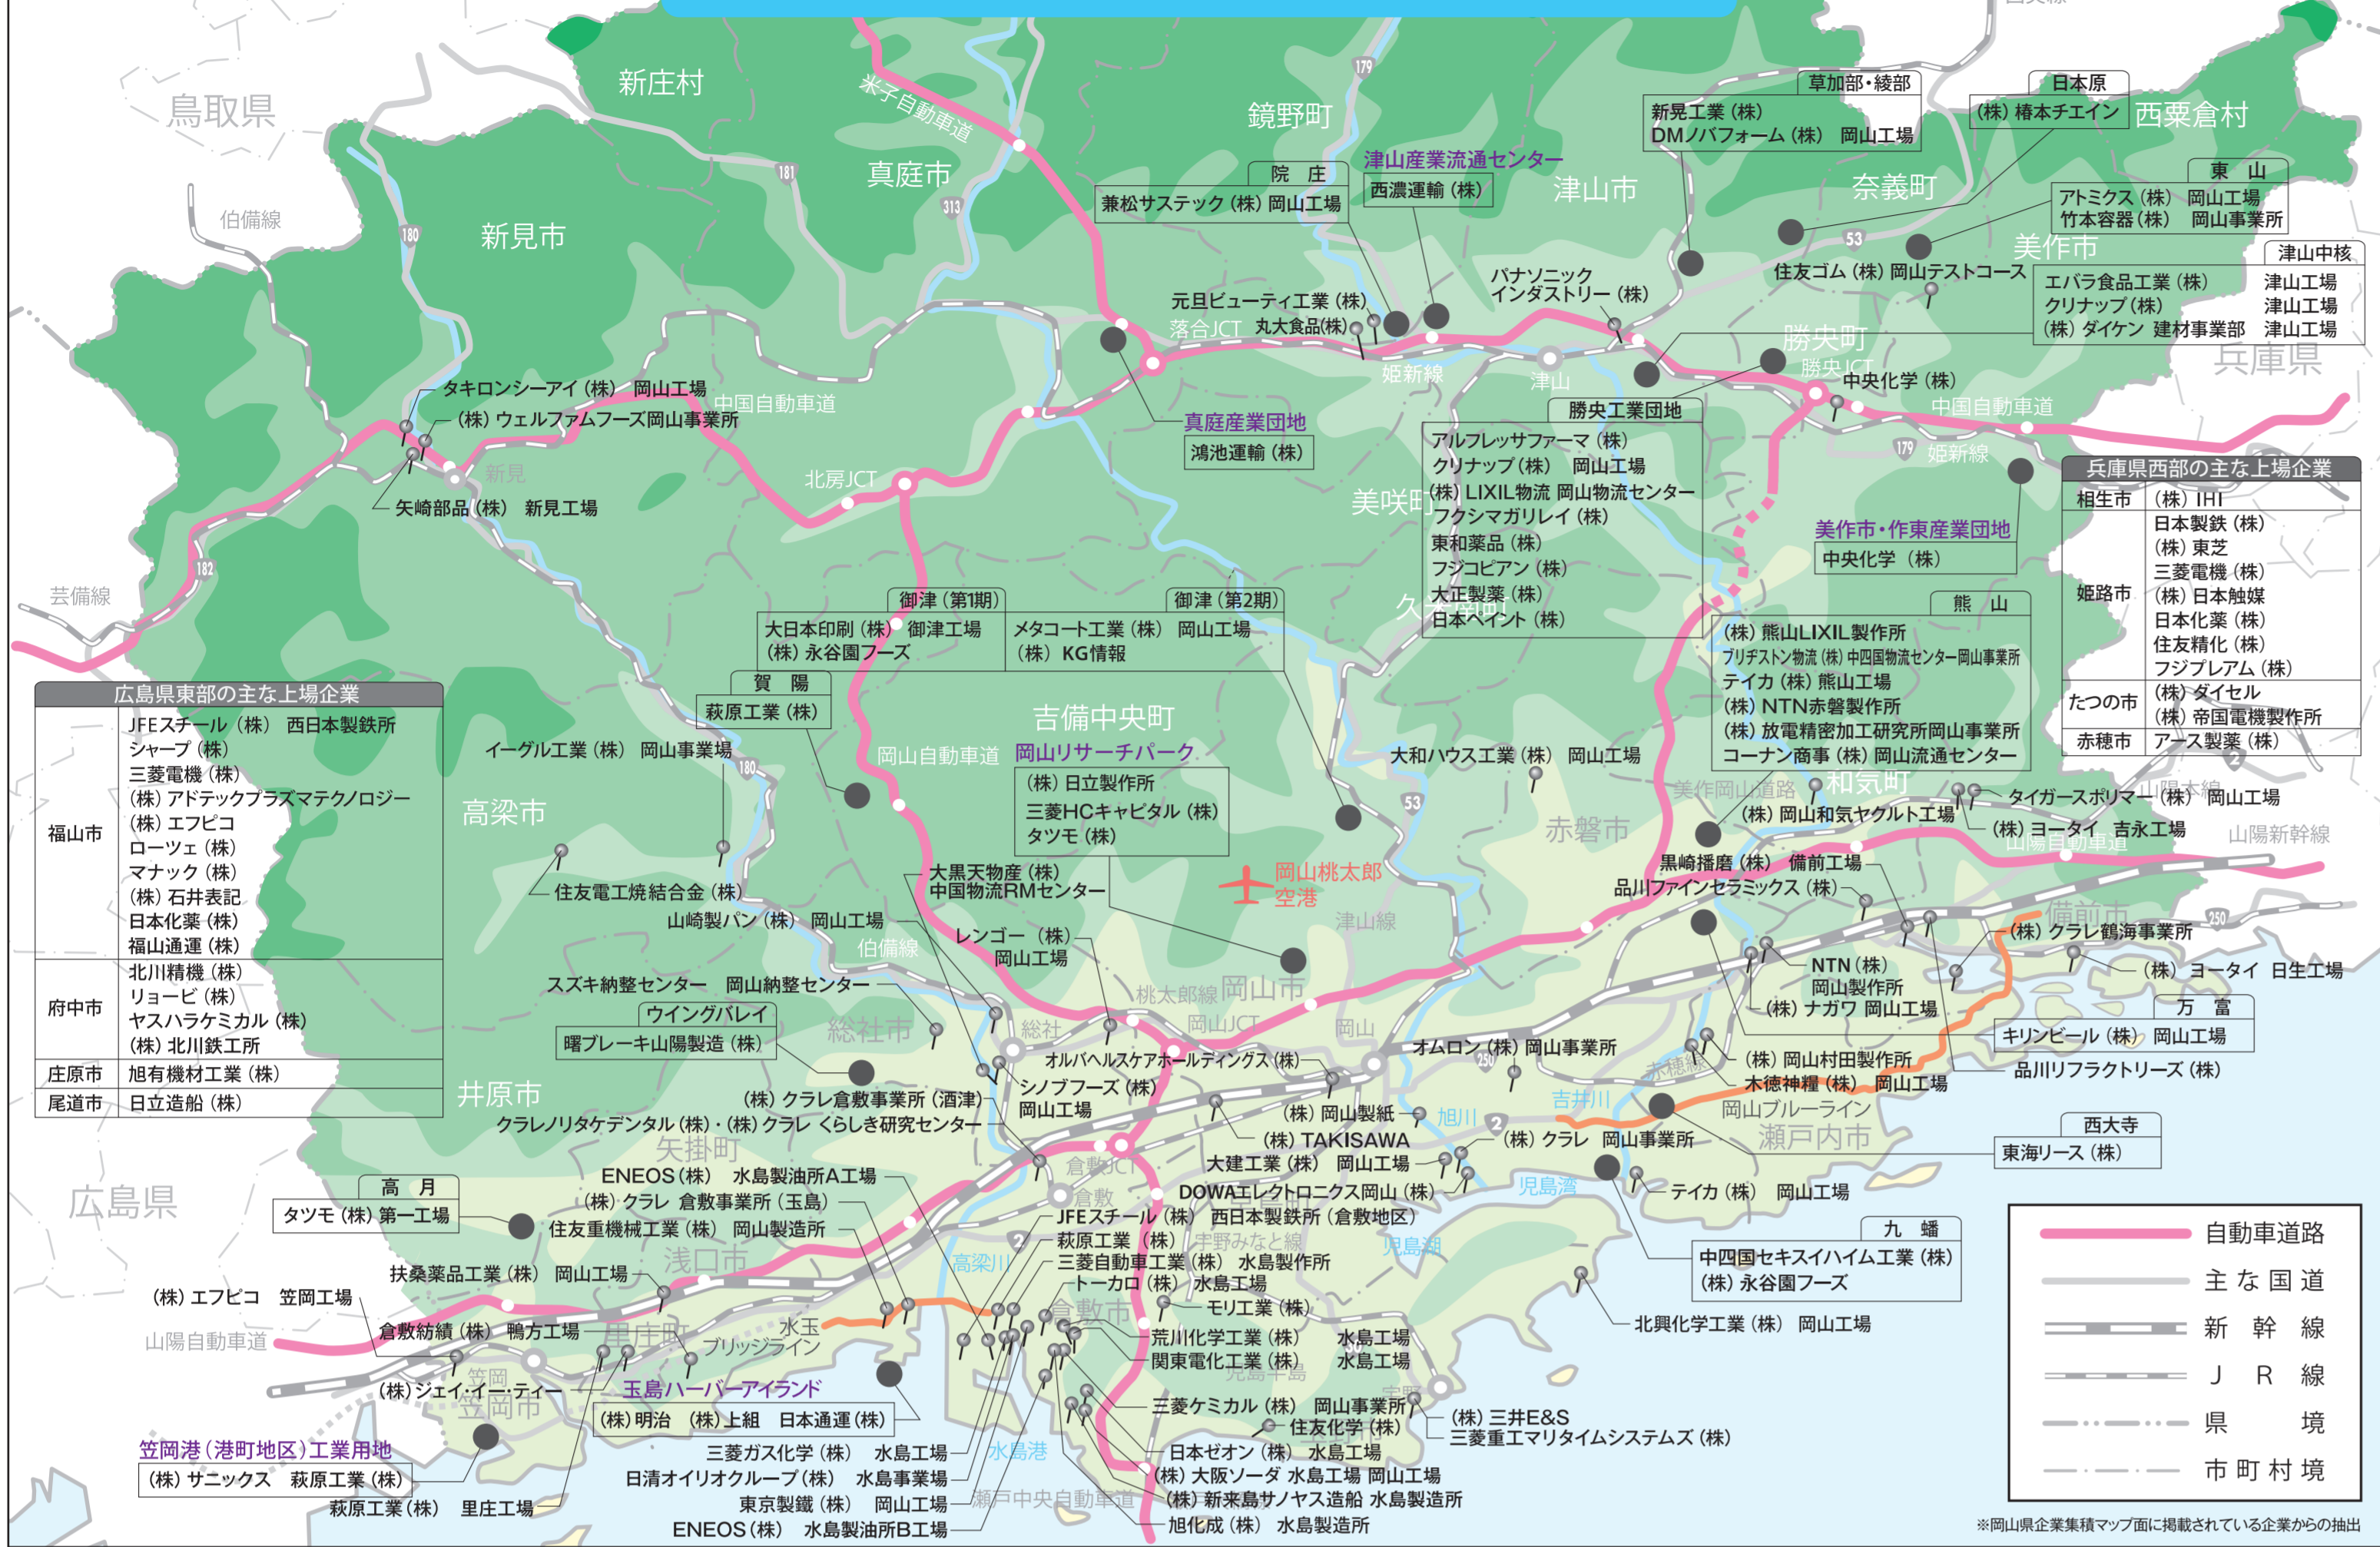 鳥取県
新庄村
米子自動車道
真庭市
181
313
伯備線
180
新見市
179
鏡野町
院 庄
兼松サステック(株)岡山工場
津山産業流通センター
西濃運輸(株)
津山市
草加部・綾部
新晃工業(株)
DMノバフォーム(株) 岡山工場
日本原
(株)椿本チエイン
西粟倉村
奈義町
東 山
アトミクス(株) 岡山工場
竹本容器(株) 岡山事業所
53
美作市
住友ゴム(株)岡山テストコース
津山中核
エバラ食品工業(株) 津山工場
クリナップ(株) 津山工場
(株)ダイケン 建材事業部 津山工場
兵庫県
パナソニック
インダストリー(株)
元旦ビューティ工業(株)
丸大食品(株)
落合JCT
姫新線
津山
勝央町
勝央JCT
中央化学(株)
中国自動車道
179
姫新線
タキロンシーアイ(株) 岡山工場
(株)ウェルファムフーズ岡山事業所
中国自動車道
新見
矢崎部品(株) 新見工場
北房JCT
真庭産業団地
鴻池運輸(株)
勝央工業団地
アルフレッサファーマ(株)
クリナップ(株) 岡山工場
(株)LIXIL物流 岡山物流センター
フクシマガリレイ(株)
東和薬品(株)
フジコピアン(株)
大正製薬(株)
日本ペイント(株)
美咲町
久米南町
美作市・作東産業団地
中央化学 (株)
兵庫県西部の主な上場企業
相生市 (株)IHI
姫路市
日本製鉄(株)
(株)東芝
三菱電機(株)
(株)日本触媒
日本化薬(株)
住友精化(株)
フジプレアム(株)
たつの市
(株)ダイセル
(株)帝国電機製作所
赤穂市 アース製薬(株)
芸備線
182
御津(第1期)
大日本印刷(株) 御津工場
(株)永谷園フーズ
御津(第2期)
メタコート工業(株) 岡山工場
(株)KG情報
熊 山
(株)熊山LIXIL製作所
ブリヂストン物流(株)中四国物流センター岡山事業所
テイカ(株)熊山工場
(株)NTN赤磐製作所
(株)放電精密加工研究所岡山事業所
コーナン商事(株)岡山流通センター
広島県東部の主な上場企業
福山市
JFEスチール(株) 西日本製鉄所
シャープ(株)
三菱電機(株)
(株)アドテックプラズマテクノロジー
(株)エフピコ
ローツェ(株)
マナック(株)
(株)石井表記
日本化薬(株)
福山通運(株)
府中市
北川精機(株)
リョービ(株)
ヤスハラケミカル(株)
(株)北川鉄工所
庄原市 旭有機材工業(株)
尾道市 日立造船(株)
賀 陽
萩原工業(株)
吉備中央町
岡山リサーチパーク
(株)日立製作所
三菱HCキャピタル(株)
タツモ(株)
岡山自動車道
イーグル工業(株) 岡山事業場
180
高梁市
住友電工焼結合金(株)
大和ハウス工業(株) 岡山工場
53
美作岡山道路
赤磐市
和気町
(株)岡山和気ヤクルト工場
タイガースポリマー(株) 岡山工場
(株)ヨータイ 吉永工場
山陽本線
2
山陽新幹線
山陽自動車道
黒崎播磨(株) 備前工場
品川ファインセラミックス(株)
岡山桃太郎
空港
津山線
大黒天物産(株)
中国物流RMセンター
山崎製パン(株) 岡山工場
伯備線
レンゴー (株)
岡山工場
スズキ納整センター 岡山納整センター
ウイングバレイ
曙ブレーキ山陽製造(株)
総社市
総社
桃太郎線
岡山市
岡山JCT
岡山
備前市
250
(株)クラレ鶴海事業所
(株)ヨータイ 日生工場
NTN(株)
岡山製作所
(株)ナガワ 岡山工場
万 富
キリンビール(株) 岡山工場
品川リフラクトリーズ(株)
オルバヘルスケアホールディングス(株)
オムロン(株)岡山事業所
250
赤穂線
(株)岡山村田製作所
木徳神糧(株) 岡山工場
岡山ブルーライン
瀬戸内市
シノブフーズ(株)
岡山工場
井原市
(株)クラレ倉敷事業所(酒津)
クラレノリタケデンタル(株)・(株)クラレ くらしき研究センター
矢掛町
(株)岡山製紙
旭川
2
吉井川
(株)TAKISAWA
(株)クラレ 岡山事業所
大建工業(株) 岡山工場
DOWAエレクトロニクス岡山(株)
西大寺
東海リース(株)
児島湾
テイカ(株) 岡山工場
倉敷JCT
倉敷
早島町
ENEOS(株) 水島製油所A工場
(株)クラレ 倉敷事業所(玉島)
住友重機械工業(株) 岡山製造所
広島県
高 月
タツモ(株)第一工場
浅口市
高梁川
2
JFEスチール(株) 西日本製鉄所(倉敷地区)
萩原工業(株)
三菱自動車工業(株) 水島製作所
トーカロ(株) 水島工場
宇野みなと線
児島湖
九 蟠
中四国セキスイハイム工業(株)
(株)永谷園フーズ
北興化学工業(株) 岡山工場
扶桑薬品工業(株) 岡山工場
(株)エフピコ 笠岡工場
倉敷紡績(株) 鴨方工場
山陽自動車道
里庄町
水玉
ブリッジライン
倉敷市
モリ工業(株)
荒川化学工業(株) 水島工場
関東電化工業(株) 水島工場
30
児島半島
宇野
笠岡
笠岡市
(株)ジェイ・イー・ティー
玉島ハーバーアイランド
(株)明治 (株)上組 日本通運(株)
三菱ケミカル(株) 岡山事業所
住友化学(株)
玉野市
(株)三井E&S
三菱重工マリタイムシステムズ(株)
笠岡港(港町地区)工業用地
(株)サニックス 萩原工業(株)
萩原工業(株) 里庄工場
三菱ガス化学(株) 水島工場
日清オイリオグループ(株) 水島事業場
東京製鐵(株) 岡山工場
ENEOS(株) 水島製油所B工場
水島港
瀬戸中央自動車道
日本ゼオン(株) 水島工場
(株)大阪ソーダ 水島工場 岡山工場
(株)新来島サノヤス造船 水島製造所
旭化成(株) 水島製造所
自動車道路
主な国道
新幹線
JR線
県境
市町村境
※岡山県企業集積マップ面に掲載されている企業からの抽出